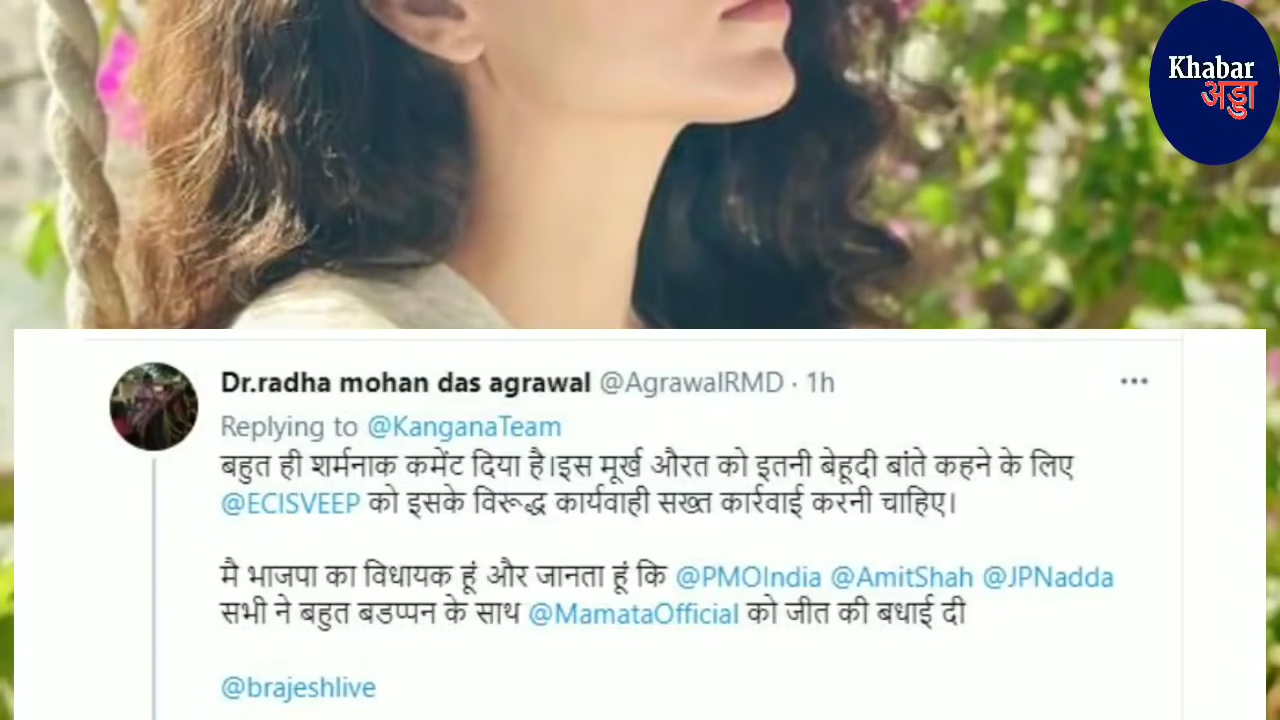 Khabar
अड्डा
Dr.radha mohan das agrawal @AgrawalRMD · 1h
Replying to @KanganaTeam
बहुत ही शर्मनाक कमेंट दिया है।इस मूर्ख औरत को इतनी बेहूदी बांते कहने के लिए
@ECISVEEP को इसके विरूद्ध कार्यवाही सख्त कार्रवाई करनी चाहिए।
मै भाजपा का विधायक हूं और जानता हूं कि @PMOIndia @AmitShah @JPNadda
सभी ने बहुत बडप्पन के साथ @MamataOfficial को जीत की बधाई दी
@brajeshlive